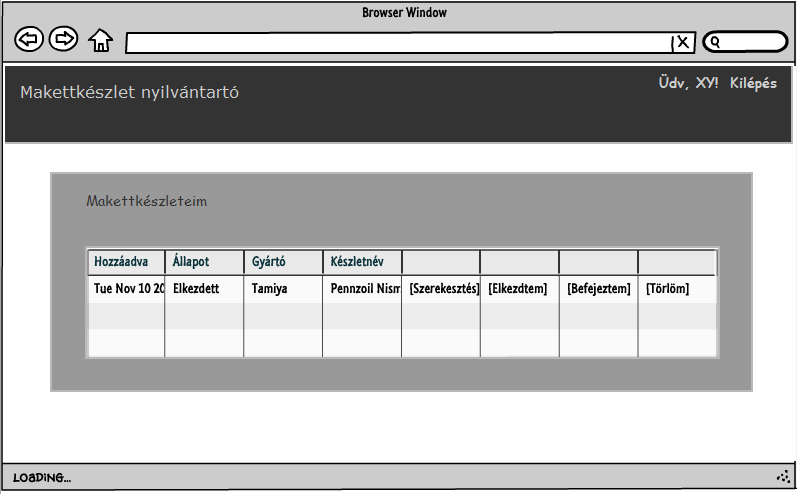 Browser Window
Makettkészlet nyilvántartó
Üdv, XY! Kilépés
Makettkészleteim
Hozzáadva Állapot Gyártó Készletnév
Tue Nov 10 20 Elkezdett Tamiya Pennzoil Nism [Szerekesztés] [Elkezdtem] [Befejeztem] [Törlöm]
LOADING...